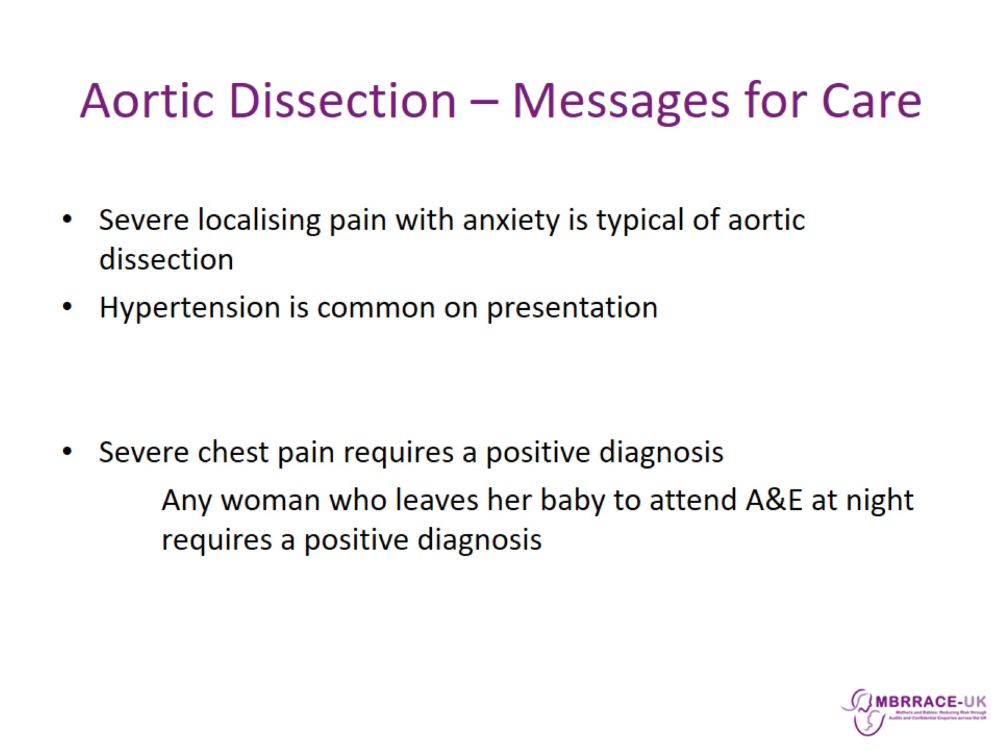 Aortic Dissection – Messages for Care
• Severe localising pain with anxiety is typical of aortic
dissection
• Hypertension is common on presentation
• Severe chest pain requires a positive diagnosis
Any woman who leaves her baby to attend A&E at night
requires a positive diagnosis
MBRRACE-UK
Mothers and Babies: Reducing Risk through
Audits and Confidential Enquiries across the UK